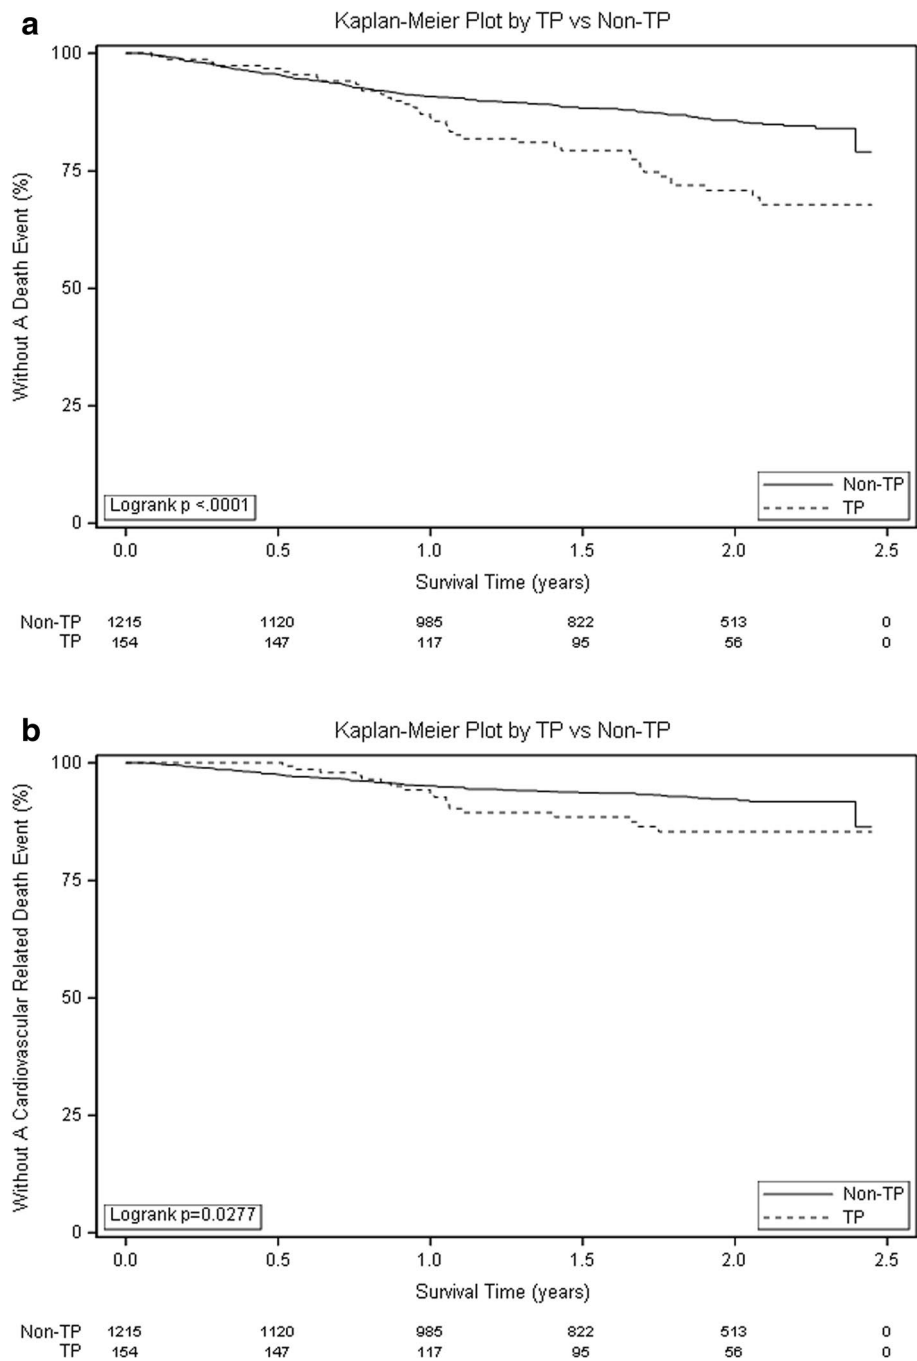 a
Kaplan-Meier Plot by TP vs Non-TP
100
75
50
25
0
Without A Death Event (%)
Logrank p <.0001
Non-TP
TP
0.0 0.5 1.0 1.5 2.0 2.5
Survival Time (years)
Non-TP 1215 1120 985 822 513 0
TP 154 147 117 95 56 0
b
Kaplan-Meier Plot by TP vs Non-TP
100
75
50
25
0
Without A Cardiovascular Related Death Event (%)
Logrank p=0.0277
Non-TP
TP
0.0 0.5 1.0 1.5 2.0 2.5
Survival Time (years)
Non-TP 1215 1120 985 822 513 0
TP 154 147 117 95 56 0